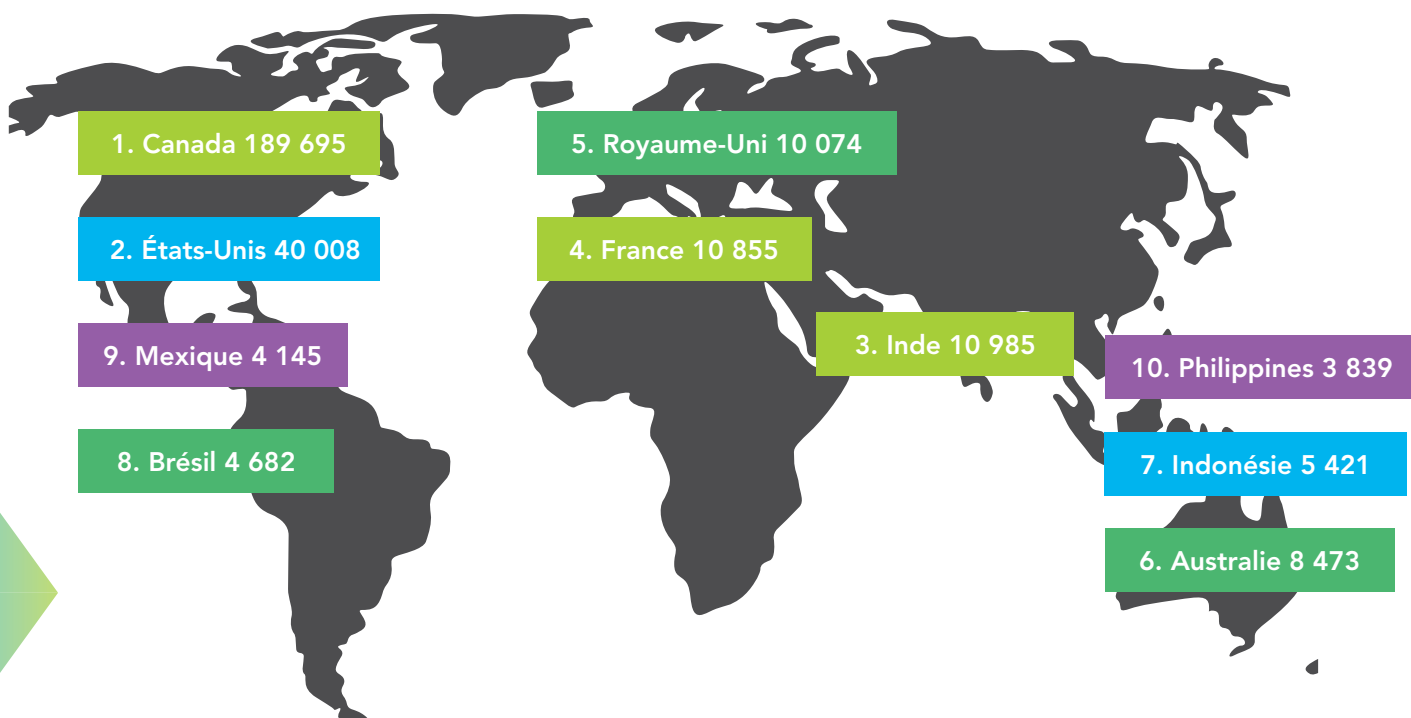 1. Canada 189 695
5. Royaume-Uni 10 074
2. États-Unis 40 008
4. France 10 855
9. Mexique 4 145
3. Inde 10 985
10. Philippines 3 839
8. Brésil 4 682
7. Indonésie 5 421
6. Australie 8 473